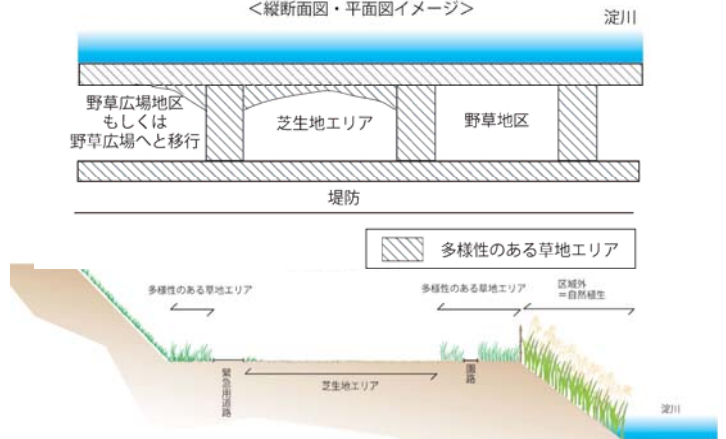 ＜縦断面図・平面図イメージ＞
淀川
野草広場地区
もしくは
野草広場へと移行
芝生地エリア
野草地区
堤防
多様性のある草地エリア
多様性のある草地エリア
多様性のある草地エリア
区域外
＝自然植生
緊急用道路
芝生地エリア
園路
淀川